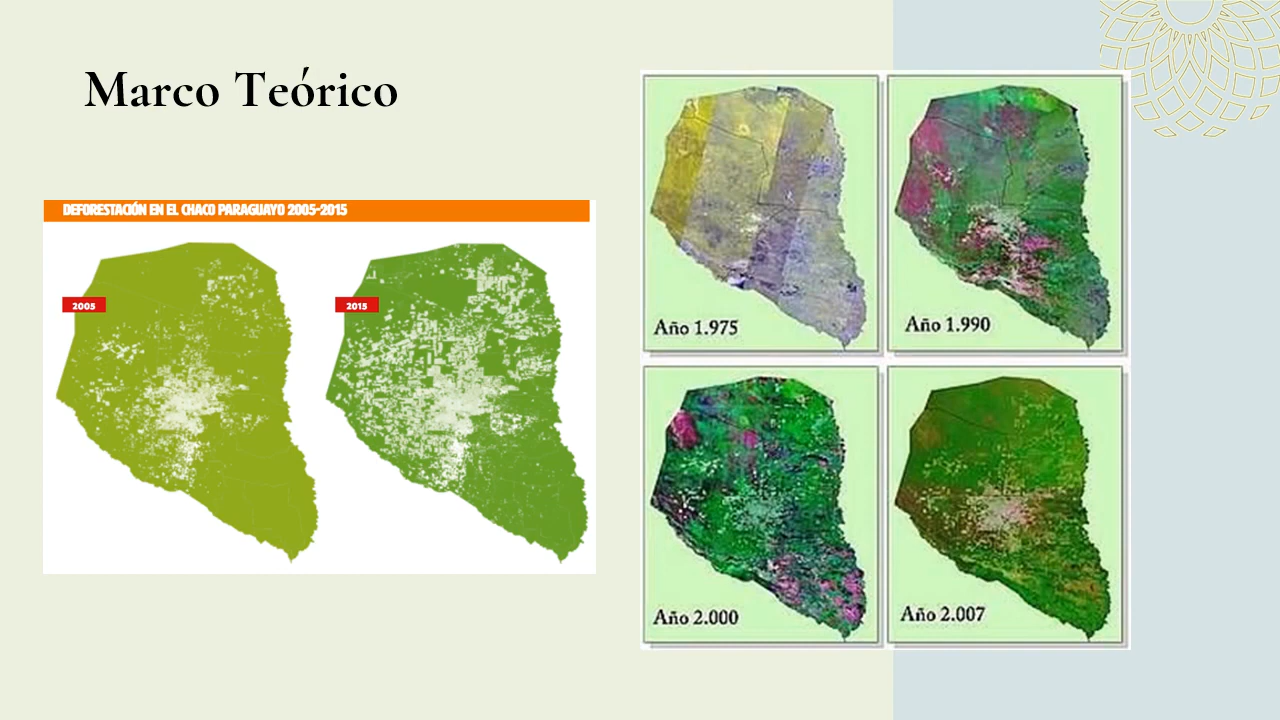 Marco Teórico
DEFORESTACIÓN EN EL CHACO PARAGUAYO 2005-2015
2005
2015
Año 1.975
Año 1.990
Año 2.000
Año 2.007